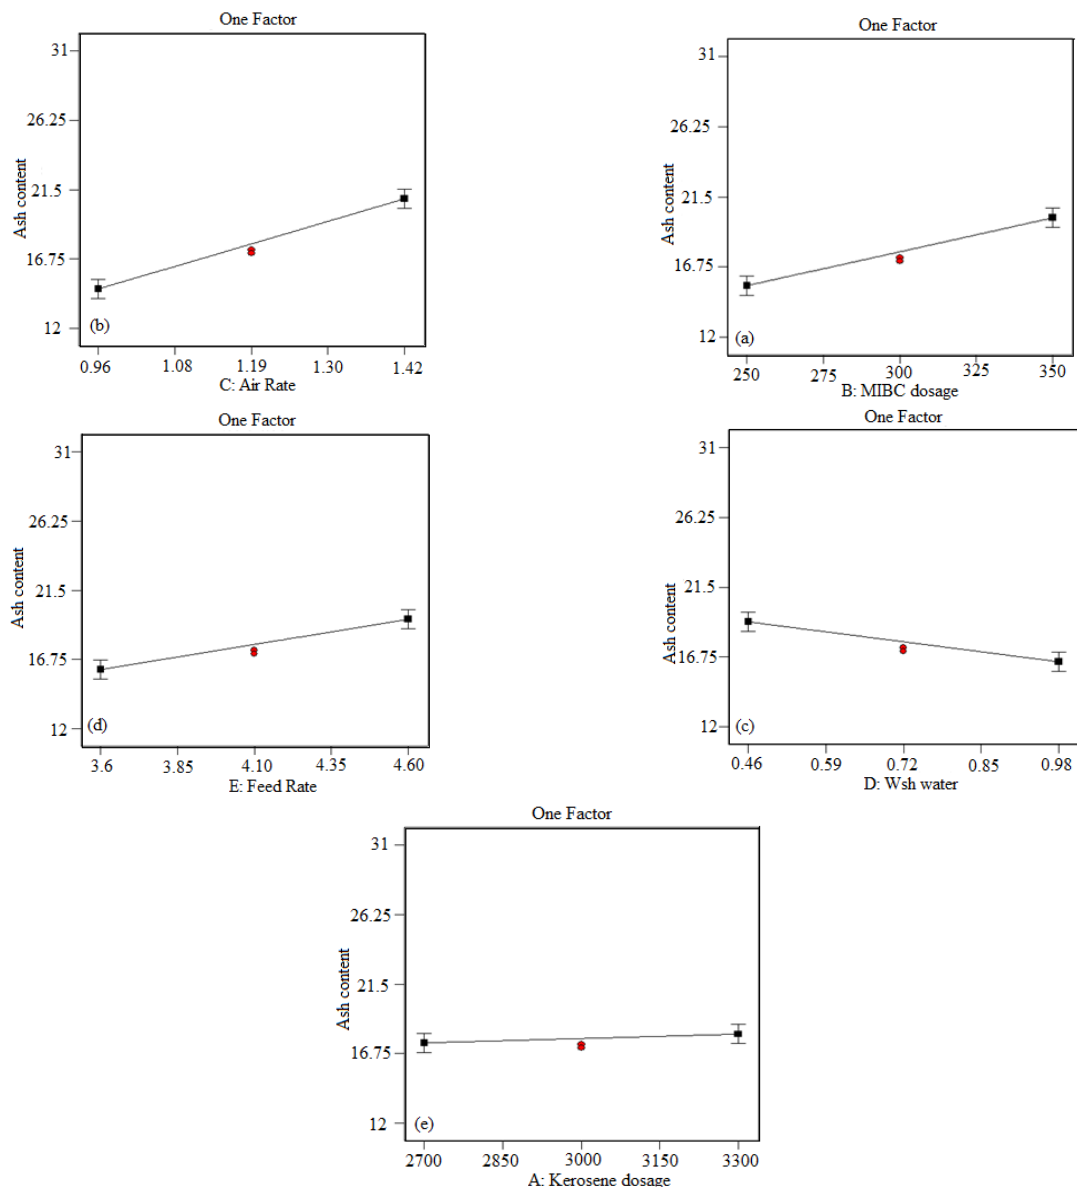 One Factor
31
26.25
21.5
16.75
12
Ash content
(b)
0.96 1.08 1.19 1.30 1.42
C: Air Rate
One Factor
31
26.25
21.5
16.75
12
Ash content
(a)
250 275 300 325 350
B: MIBC dosage
One Factor
31
26.25
21.5
16.75
12
Ash content
(d)
3.6 3.85 4.10 4.35 4.60
E: Feed Rate
One Factor
31
26.25
21.5
16.75
12
Ash content
(c)
0.46 0.59 0.72 0.85 0.98
D: Wsh water
One Factor
31
26.25
21.5
16.75
12
Ash content
(e)
2700 2850 3000 3150 3300
A: Kerosene dosage